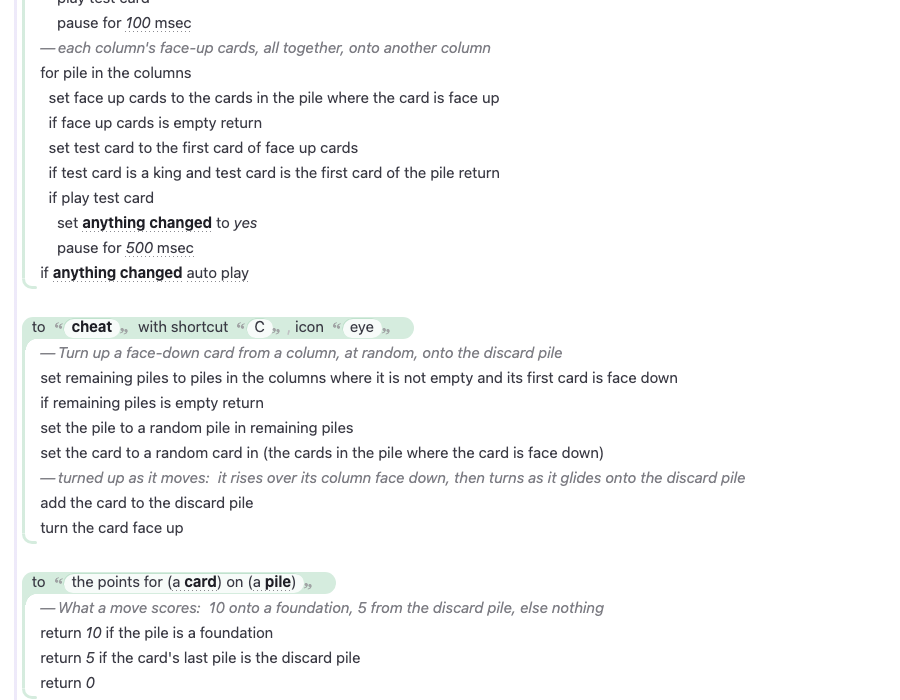 play test card
pause for 100 msec
— each column's face-up cards, all together, onto another column
for pile in the columns
set face up cards to the cards in the pile where the card is face up
if face up cards is empty return
set test card to the first card of face up cards
if test card is a king and test card is the first card of the pile return
if play test card
set anything changed to yes
pause for 500 msec
if anything changed auto play
to “ cheat ” with shortcut “ C ” , icon “ eye ”
— Turn up a face-down card from a column, at random, onto the discard pile
set remaining piles to piles in the columns where it is not empty and its first card is face down
if remaining piles is empty return
set the pile to a random pile in remaining piles
set the card to a random card in (the cards in the pile where the card is face down)
— turned up as it moves: it rises over its column face down, then turns as it glides onto the discard pile
add the card to the discard pile
turn the card face up
to “ the points for (a card) on (a pile) ”
— What a move scores: 10 onto a foundation, 5 from the discard pile, else nothing
return 10 if the pile is a foundation
return 5 if the card's last pile is the discard pile
return 0